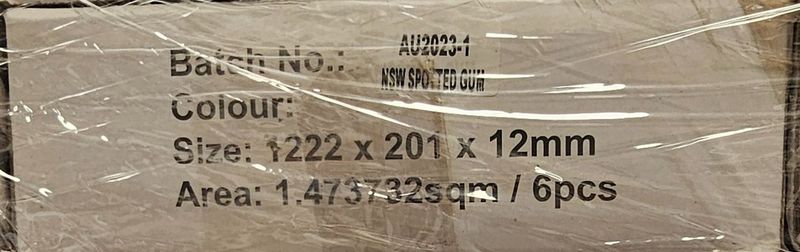 Batch No.: AU2023-1
NSW SPOTTED GUM
Colour:
Size: 1222 x 201 x 12mm
Area: 1.473732sqm / 6pcs